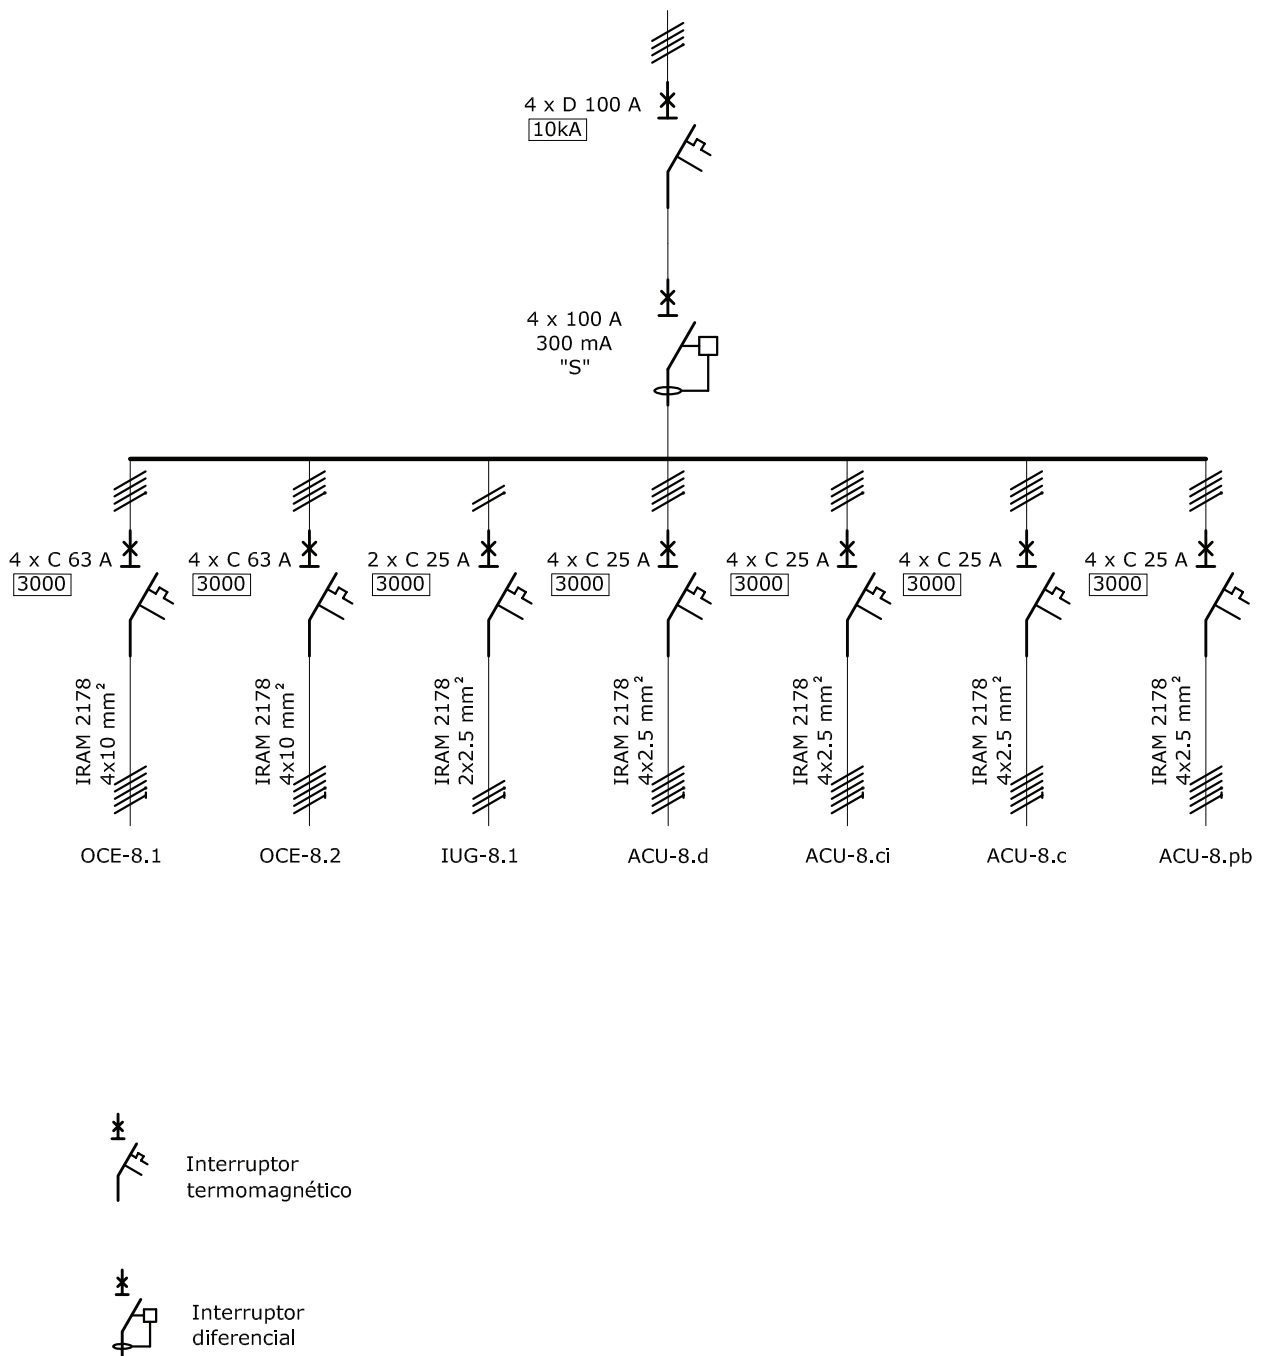 4 x D 100 A
10kA
4 x 100 A
300 mA
"S"
4 x C 63 A
3000
4 x C 63 A
3000
2 x C 25 A
3000
4 x C 25 A
3000
4 x C 25 A
3000
4 x C 25 A
3000
4 x C 25 A
3000
IRAM 2178
4x10 mm²
IRAM 2178
4x10 mm²
IRAM 2178
2x2.5 mm²
IRAM 2178
4x2.5 mm²
IRAM 2178
4x2.5 mm²
IRAM 2178
4x2.5 mm²
IRAM 2178
4x2.5 mm²
OCE-8.1
OCE-8.2
IUG-8.1
ACU-8.d
ACU-8.ci
ACU-8.c
ACU-8.pb
Interruptor
termomagnético
Interruptor
diferencial